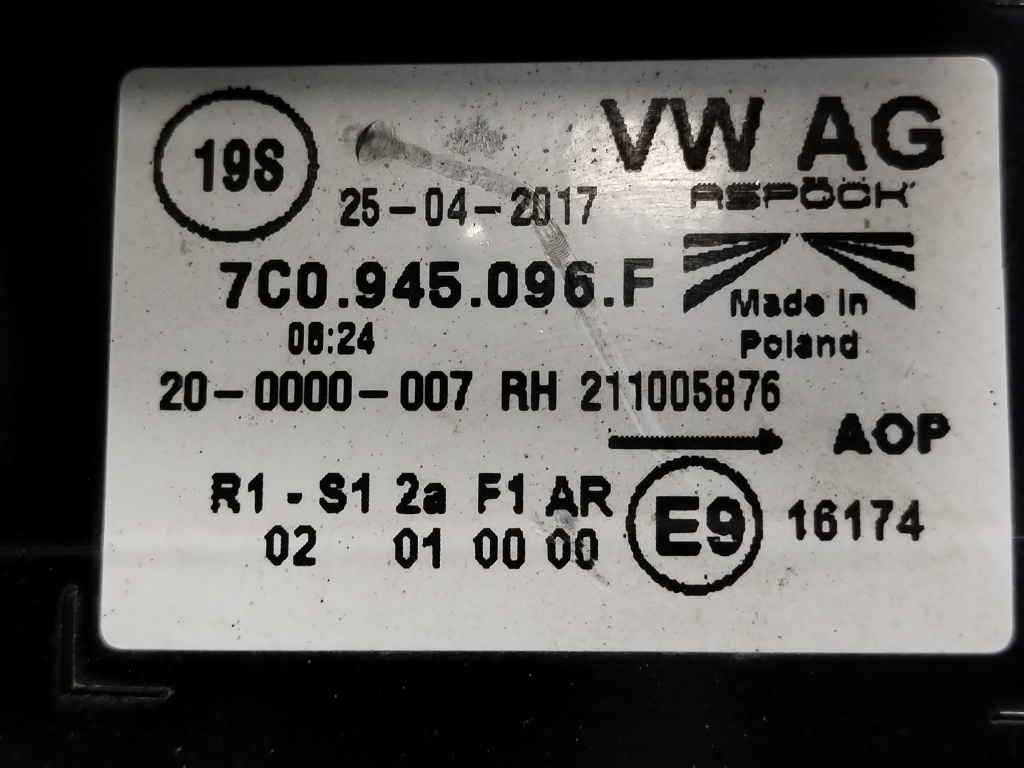 19S
VW AG
ASPÖCK
25-04-2017
7C0.945.096.F
Made in
Poland
06:24
20-0000-007 RH 211005876
AOP
R1 - S1 2a F1 AR
02 01 00 00
E9
16174